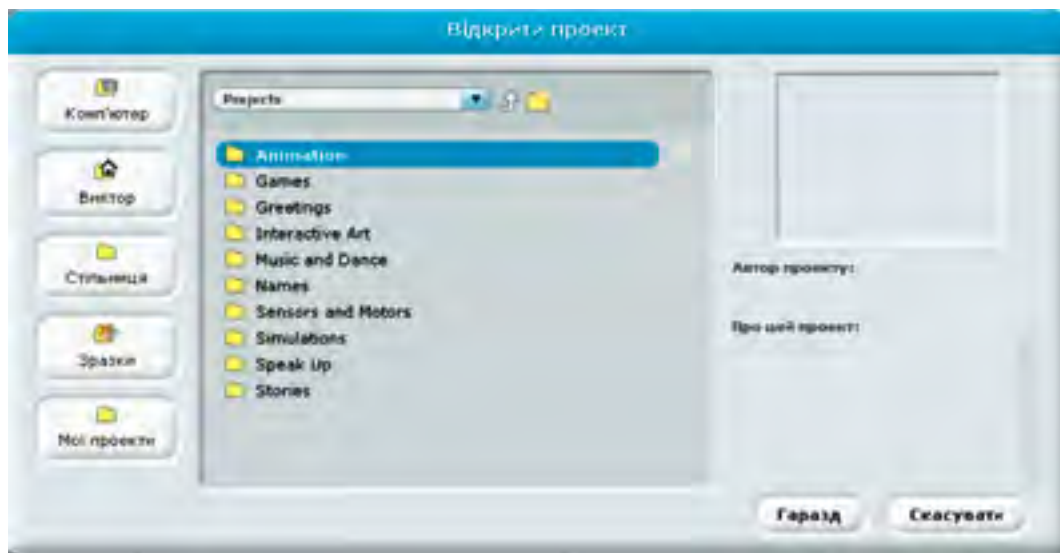 Відкрити проект
Комп'ютер
Виктор
Стільниця
Зразки
Мої проекти
Projects
Animation
Games
Greetings
Interactive Art
Music and Dance
Names
Sensors and Motors
Simulations
Speak Up
Stories
Автор проекту:
Про цей проект:
Гаразд
Скасувати